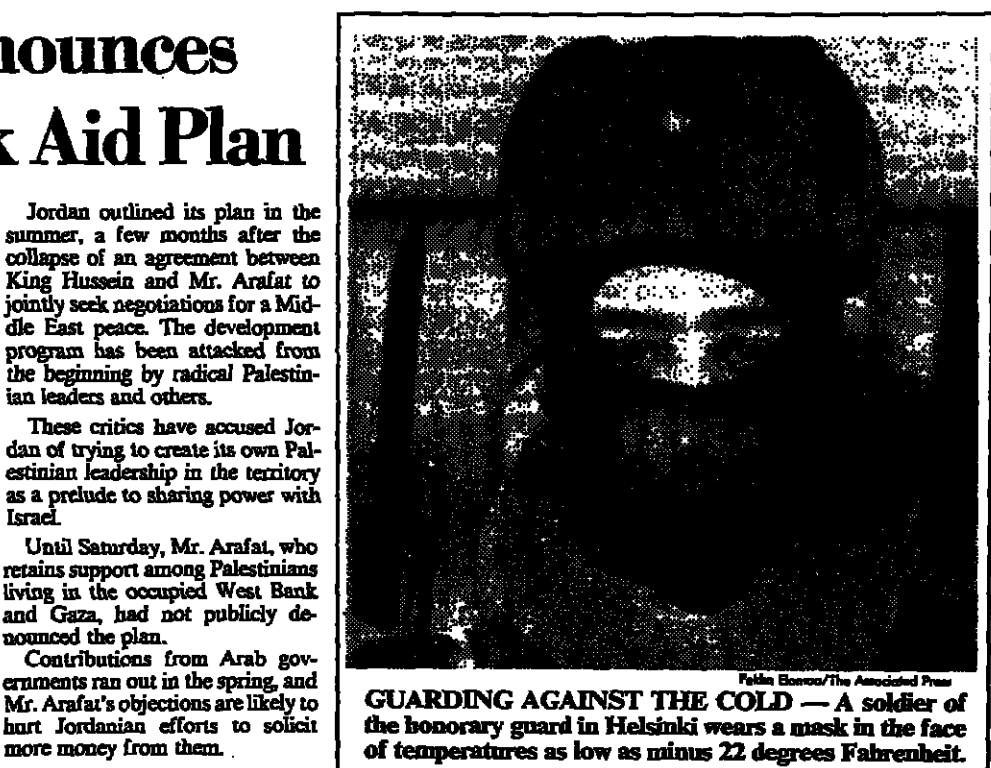 nounces
k Aid Plan
Jordan outlined its plan in the
summer, a few months after the
collapse of an agreement between
King Hussein and Mr. Arafat to
jointly seek negotiations for a Mid-
dle East peace. The development
program has been attacked from
the beginning by radical Palestin-
ian leaders and others.
These critics have accused Jor-
dan of trying to create its own Pal-
estinian leadership in the territory
as a prelude to sharing power with
Israel.
Until Saturday, Mr. Arafat, who
retains support among Palestinians
living in the occupied West Bank
and Gaza, had not publicly de-
nounced the plan.
Contributions from Arab gov-
ernments ran out in the spring, and
Mr. Arafat's objections are likely to
hurt Jordanian efforts to solicit
more money from them.
The Associated Press
GUARDING AGAINST THE COLD — A soldier of
the honorary guard in Helsinki wears a mask in the face
of temperatures as low as minus 22 degrees Fahrenheit.